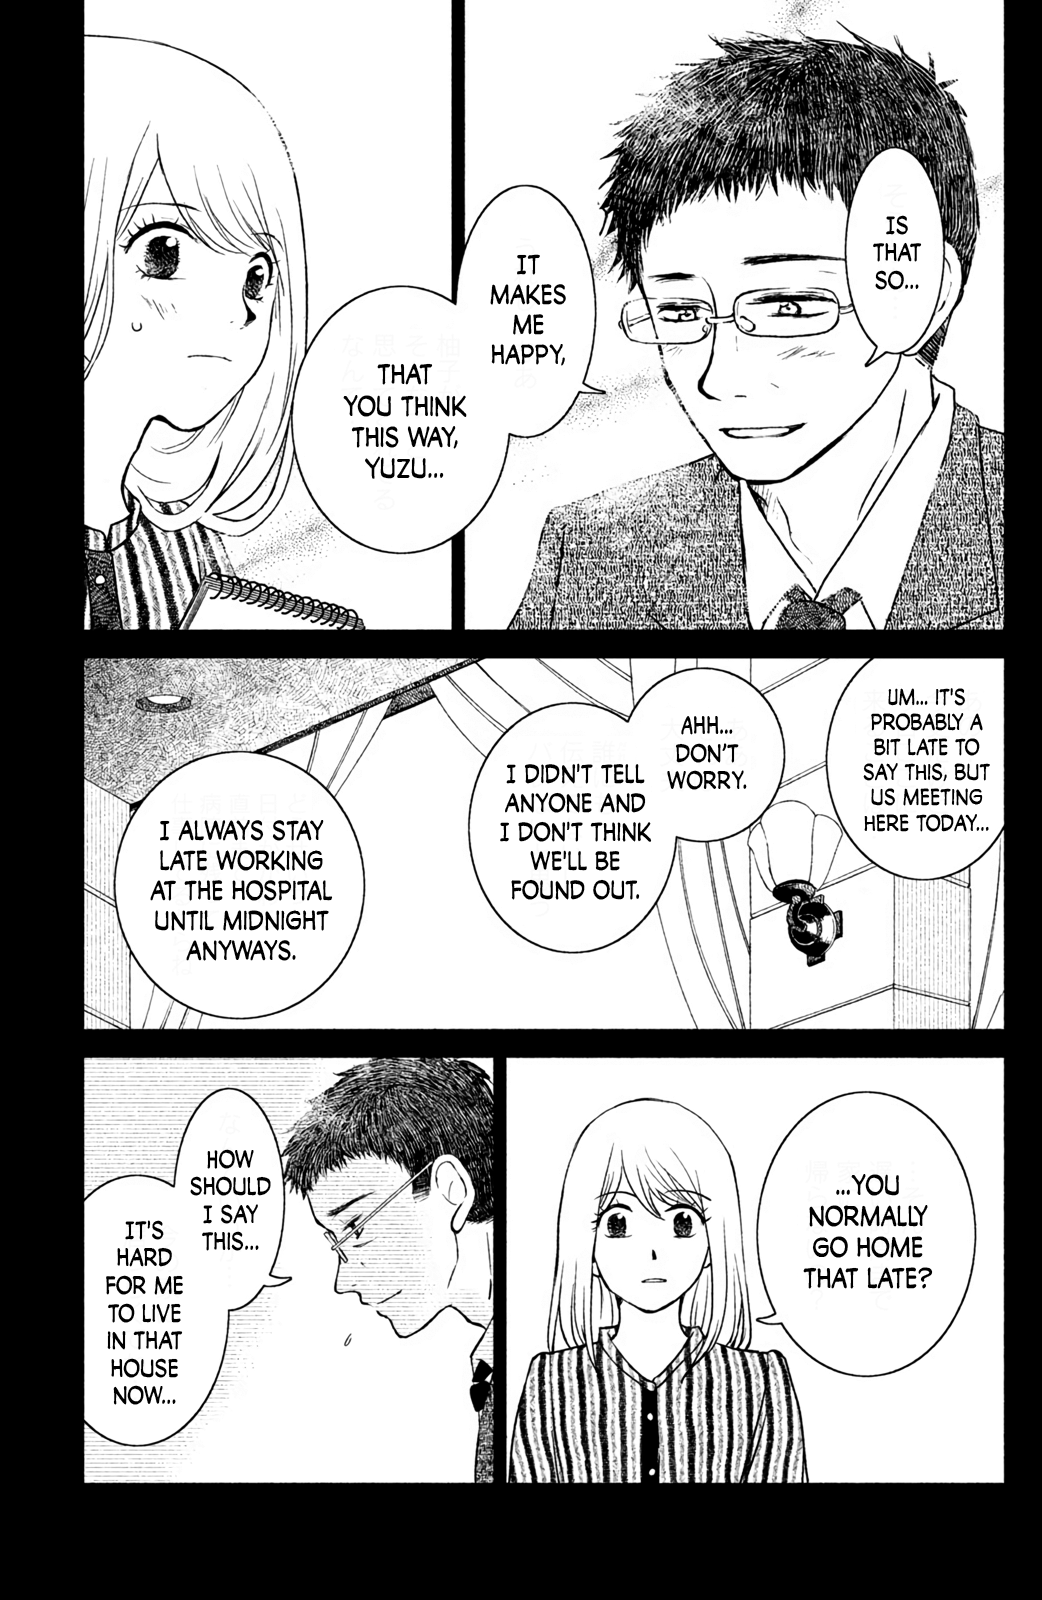 IS
THAT
SO...
IT
MAKES
ME
HAPPY,
THAT
YOU THINK
THIS WAY,
YUZU...
UM... IT'S
PROBABLY A
BIT LATE TO
SAY THIS, BUT
US MEETING
HERE TODAY...
AHH...
DON'T
WORRY.
I DIDN'T TELL
ANYONE AND
I DON'T THINK
WE'LL BE
FOUND OUT.
I ALWAYS STAY
LATE WORKING
AT THE HOSPITAL
UNTIL MIDNIGHT
ANYWAYS.
...YOU
NORMALLY
GO HOME
THAT LATE?
HOW
SHOULD
I SAY
THIS...
IT'S
HARD
FOR ME
TO LIVE
IN THAT
HOUSE
NOW...